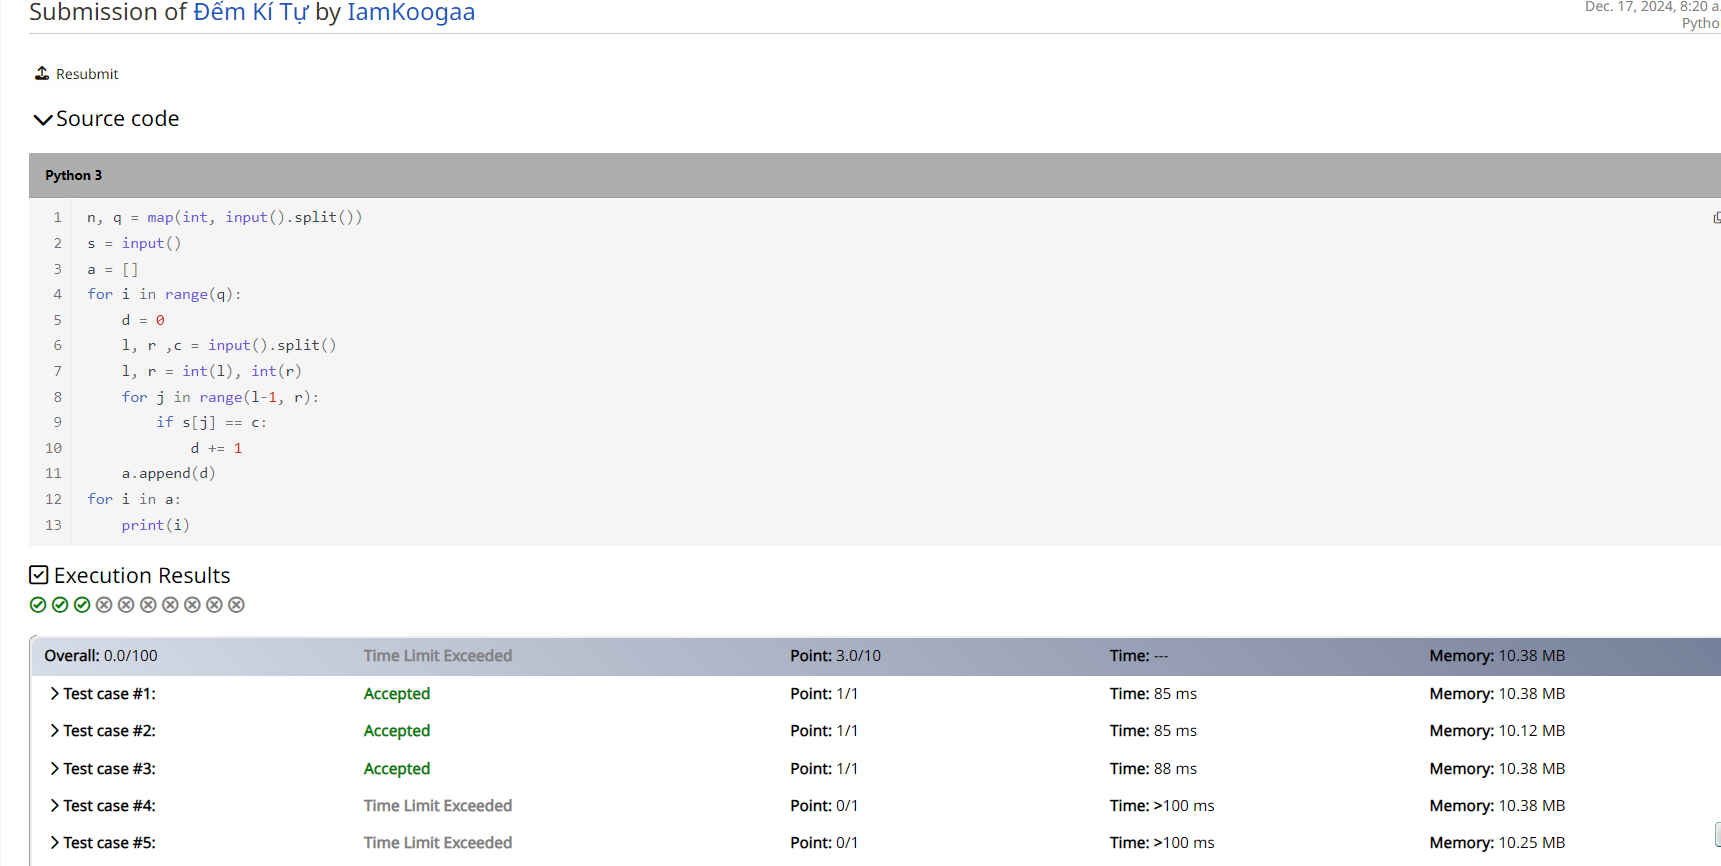 Submission of Đếm Kí Tự by IamKoogaa
Dec. 17, 2024, 8:20 a.
Pytho
Resubmit
Source code
Python 3
1 n, q = map(int, input().split())
2 s = input()
3 a = []
4 for i in range(q):
5     d = 0
6     l, r ,c = input().split()
7     l, r = int(l), int(r)
8     for j in range(l-1, r):
9         if s[j] == c:
10             d += 1
11     a.append(d)
12 for i in a:
13     print(i)
Execution Results
Overall: 0.0/100 Time Limit Exceeded Point: 3.0/10 Time: --- Memory: 10.38 MB
Test case #1: Accepted Point: 1/1 Time: 85 ms Memory: 10.38 MB
Test case #2: Accepted Point: 1/1 Time: 85 ms Memory: 10.12 MB
Test case #3: Accepted Point: 1/1 Time: 88 ms Memory: 10.38 MB
Test case #4: Time Limit Exceeded Point: 0/1 Time: >100 ms Memory: 10.38 MB
Test case #5: Time Limit Exceeded Point: 0/1 Time: >100 ms Memory: 10.25 MB